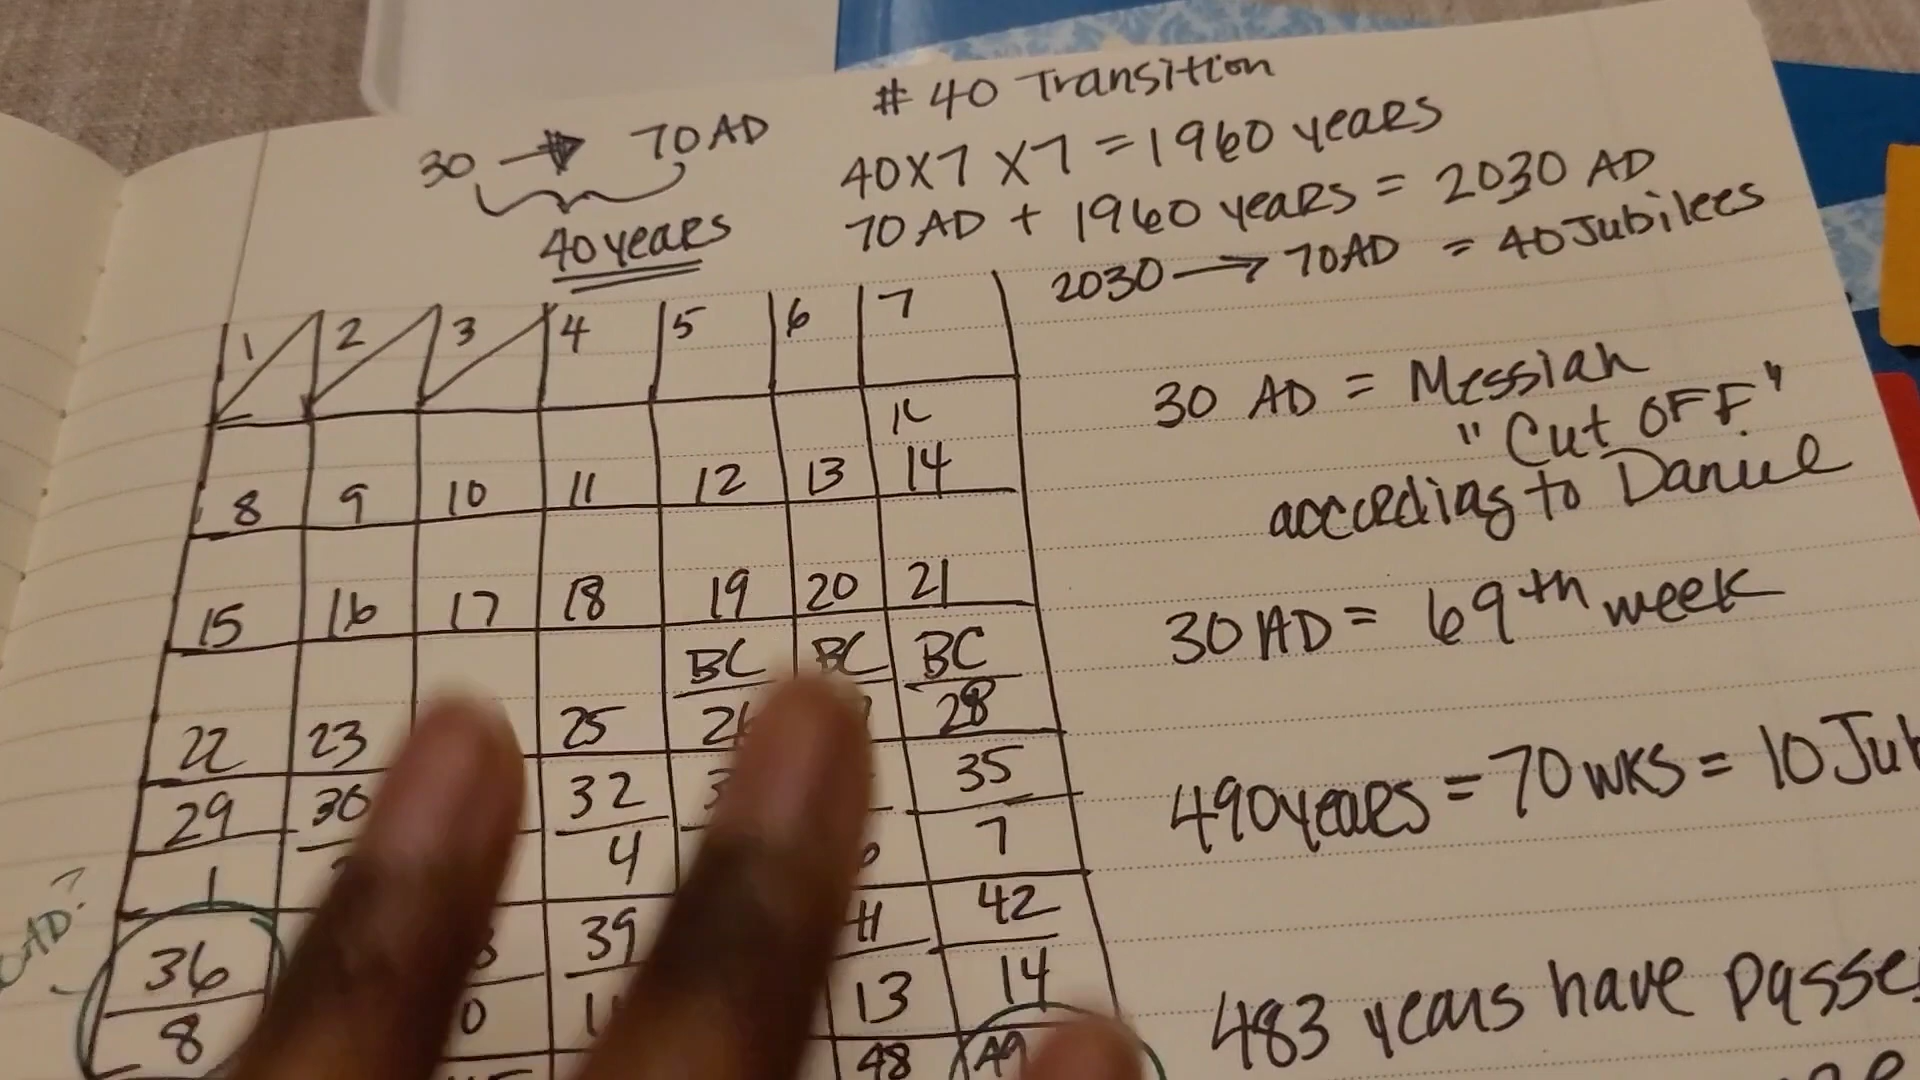 # 40 Transition
30 → 70 AD
40 years
40 x 7 x 7 = 1960 years
70 AD + 1960 years = 2030 AD
2030 → 70 AD = 40 Jubilees
1 2 3 4 5 6 7
8 9 10 11 12 13 14
15 16 17 18 19 20 21
BC BC BC
22 23 25 28
29 30 32 35
1 4 7
36 39 42
8 13 14
48
30 AD = Messiah
"Cut OFF"
according to Daniel
30 AD = 69th week
490 years = 70 WKS = 10 Jub
483 years have passe